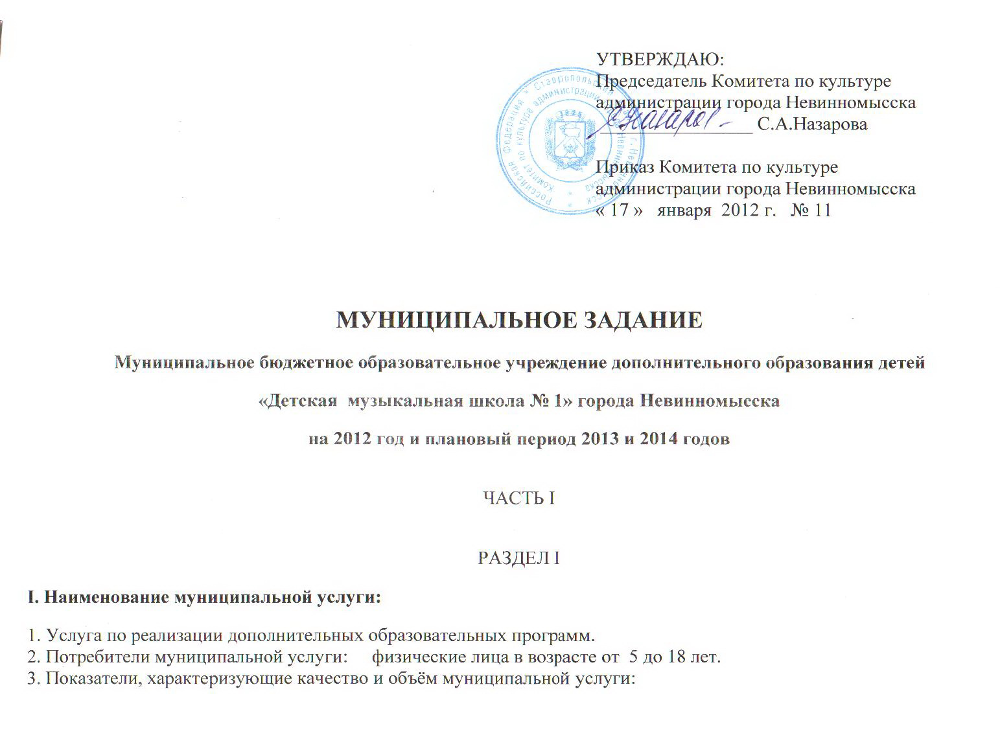 УТВЕРЖДАЮ:
Председатель Комитета по культуре
администрации города Невинномысска
С.А.Назарова
Приказ Комитета по культуре
администрации города Невинномысска
« 17 » января 2012 г. № 11
Российская Федерация * Ставропольский край г. Невинномысск *
Комитет по культуре администрации города Невинномысска *
МУНИЦИПАЛЬНОЕ ЗАДАНИЕ
Муниципальное бюджетное образовательное учреждение дополнительного образования детей
«Детская музыкальная школа № 1» города Невинномысска
на 2012 год и плановый период 2013 и 2014 годов
ЧАСТЬ I
РАЗДЕЛ I
I. Наименование муниципальной услуги:
1. Услуга по реализации дополнительных образовательных программ.
2. Потребители муниципальной услуги: физические лица в возрасте от 5 до 18 лет.
3. Показатели, характеризующие качество и объём муниципальной услуги: